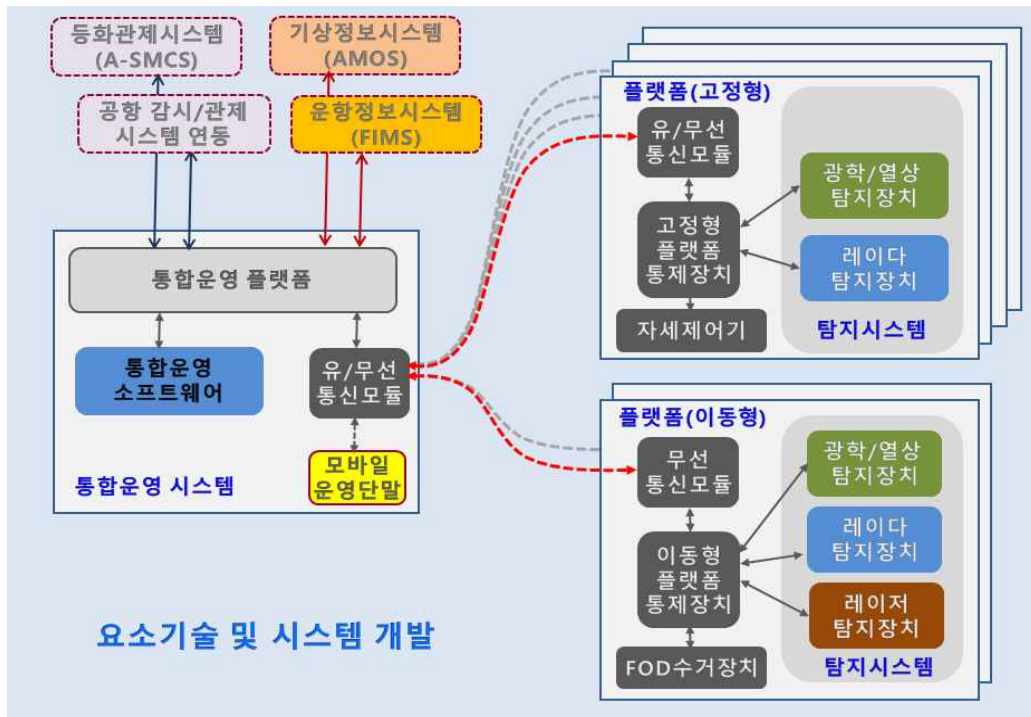 등화관제시스템
(A-SMCS)
기상정보시스템
(AMOS)
공항 감시/관제
시스템 연동
운항정보시스템
(FIMS)
통합운영 플랫폼
통합운영
소프트웨어
유/무선
통신모듈
모바일
운영단말
통합운영 시스템
플랫폼(고정형)
유/무선
통신모듈
고정형
플랫폼
통제장치
자세제어기
광학/열상
탐지장치
레이다
탐지장치
탐지시스템
플랫폼(이동형)
무선
통신모듈
이동형
플랫폼
통제장치
FOD수거장치
광학/열상
탐지장치
레이다
탐지장치
레이저
탐지장치
탐지시스템
요소기술 및 시스템 개발